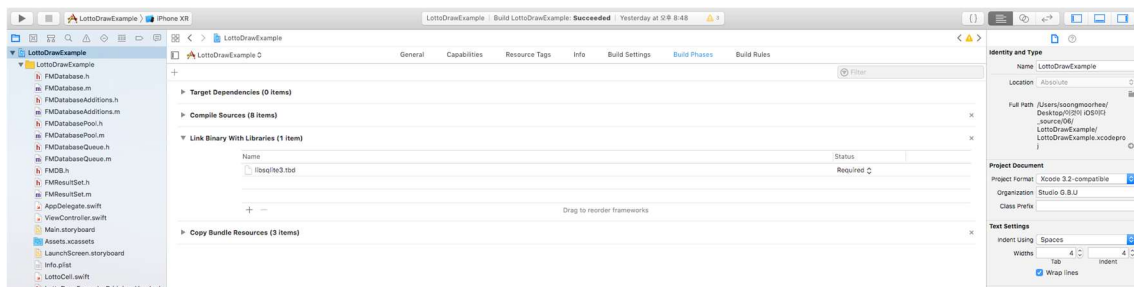 LottoDrawExample
iPhone XR
LottoDrawExample | Build LottoDrawExample: Succeeded | Yesterday at 오후 8:48
LottoDrawExample
LottoDrawExample
FMDatabase.h
FMDatabase.m
FMDatabaseAdditions.h
FMDatabaseAdditions.m
FMDatabasePool.h
FMDatabasePool.m
FMDatabaseQueue.h
FMDatabaseQueue.m
FMDB.h
FMResultSet.h
FMResultSet.m
AppDelegate.swift
ViewController.swift
Main.storyboard
Assets.xcassets
LaunchScreen.storyboard
Info.plist
LottoCell.swift
LottoDrawExample
LottoDrawExample
General Capabilities Resource Tags Info Build Settings Build Phases Build Rules
Filter
Target Dependencies (0 items)
Compile Sources (8 items)
Link Binary With Libraries (1 item)
Name Status
libsqlite3.tbd Required
Drag to reorder frameworks
Copy Bundle Resources (3 items)
Identity and Type
Name LottoDrawExample
Location Absolute
Full Path /Users/soongmoorhee/
Desktop/이것이 iOS이다
_source/06/
LottoDrawExample/
LottoDrawExample.xcodepro
j
Project Document
Project Format Xcode 3.2-compatible
Organization Studio G.B.U
Class Prefix
Text Settings
Indent Using Spaces
Widths 4 4
Tab Indent
Wrap lines